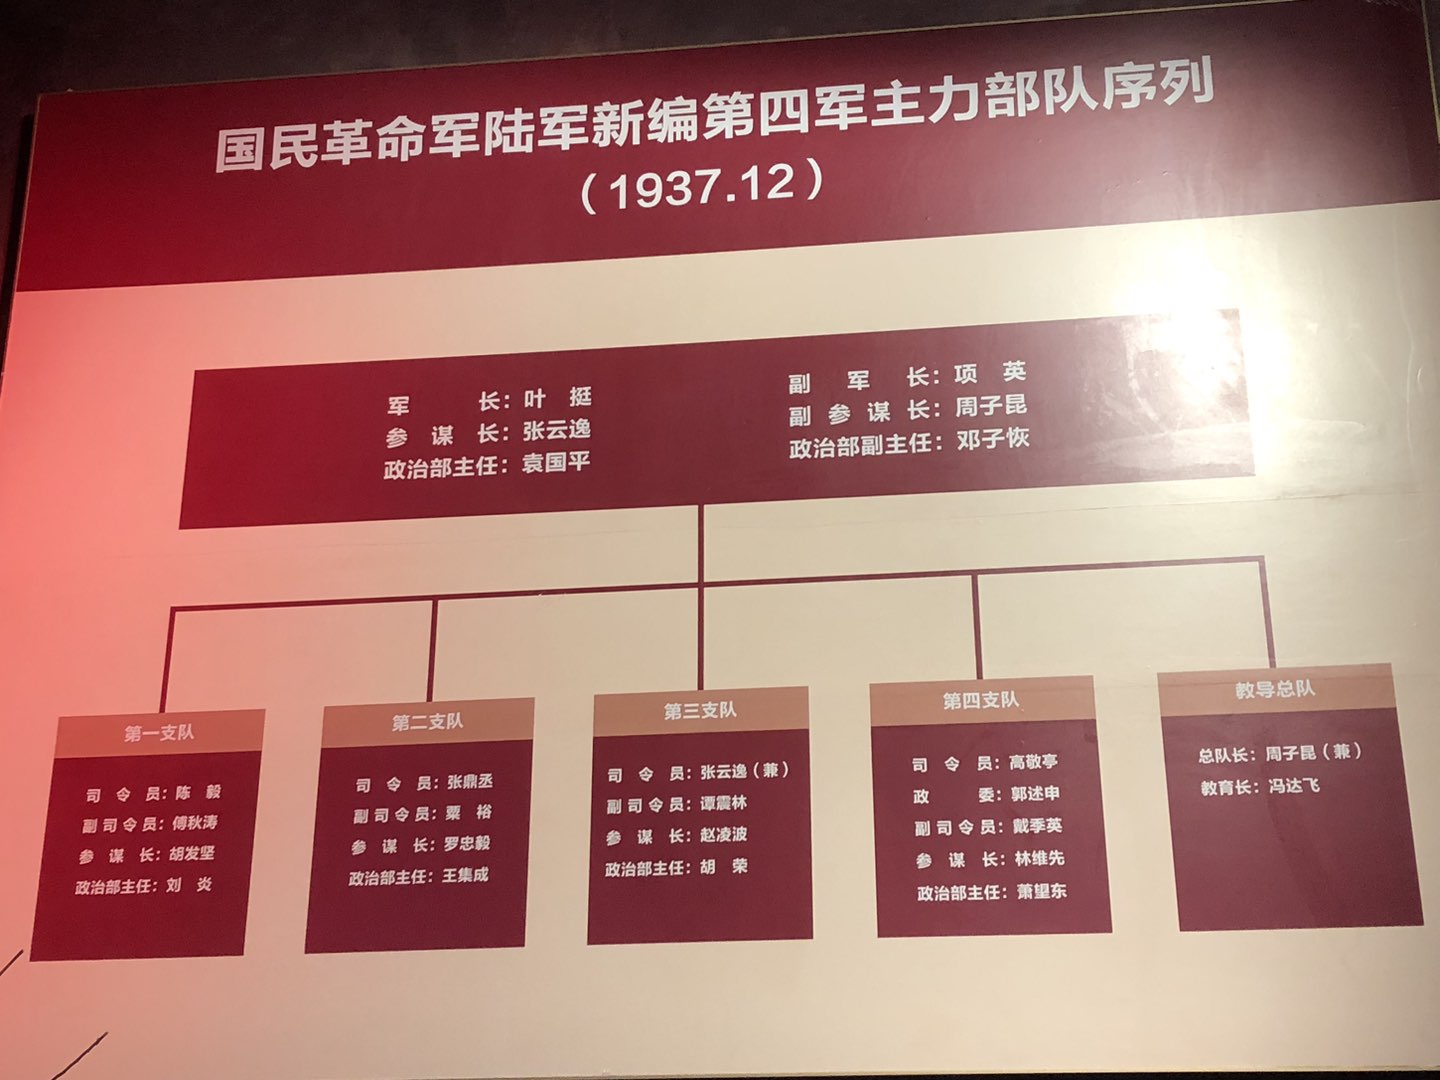 国民革命军陆军新编第四军主力部队序列
（1937.12）
军 长：叶 挺
参 谋 长：张云逸
政治部主任：袁国平
副 军 长：项 英
副 参 谋 长：周子昆
政治部副主任：邓子恢
第一支队
司 令 员：陈 毅
副 司 令 员：傅秋涛
参 谋 长：胡发坚
政治部主任：刘 炎
第二支队
司 令 员：张鼎丞
副 司 令 员：粟 裕
参 谋 长：罗忠毅
政治部主任：王集成
第三支队
司 令 员：张云逸（兼）
副 司 令 员：谭震林
参 谋 长：赵凌波
政治部主任：胡 荣
第四支队
司 令 员：高敬亭
政 委：郭述申
副 司 令 员：戴季英
参 谋 长：林维先
政治部主任：萧望东
教导总队
总队长：周子昆（兼）
教育长：冯达飞